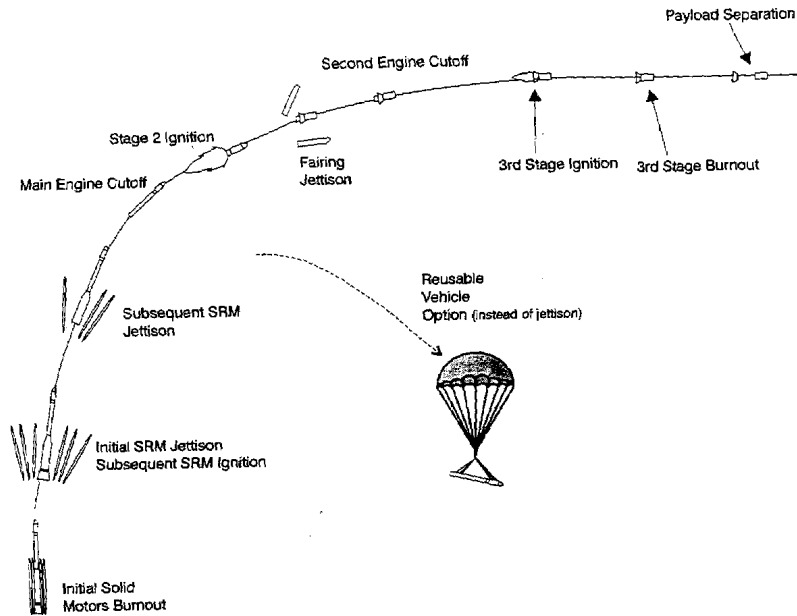 Payload Separation
Second Engine Cutoff
Stage 2 Ignition
Fairing
Jettison
3rd Stage Ignition
3rd Stage Burnout
Main Engine Cutoff
Reusable
Vehicle
Option (instead of jettison)
Subsequent SRM
Jettison
Initial SRM Jettison
Subsequent SRM Ignition
Initial Solid
Motors Burnout